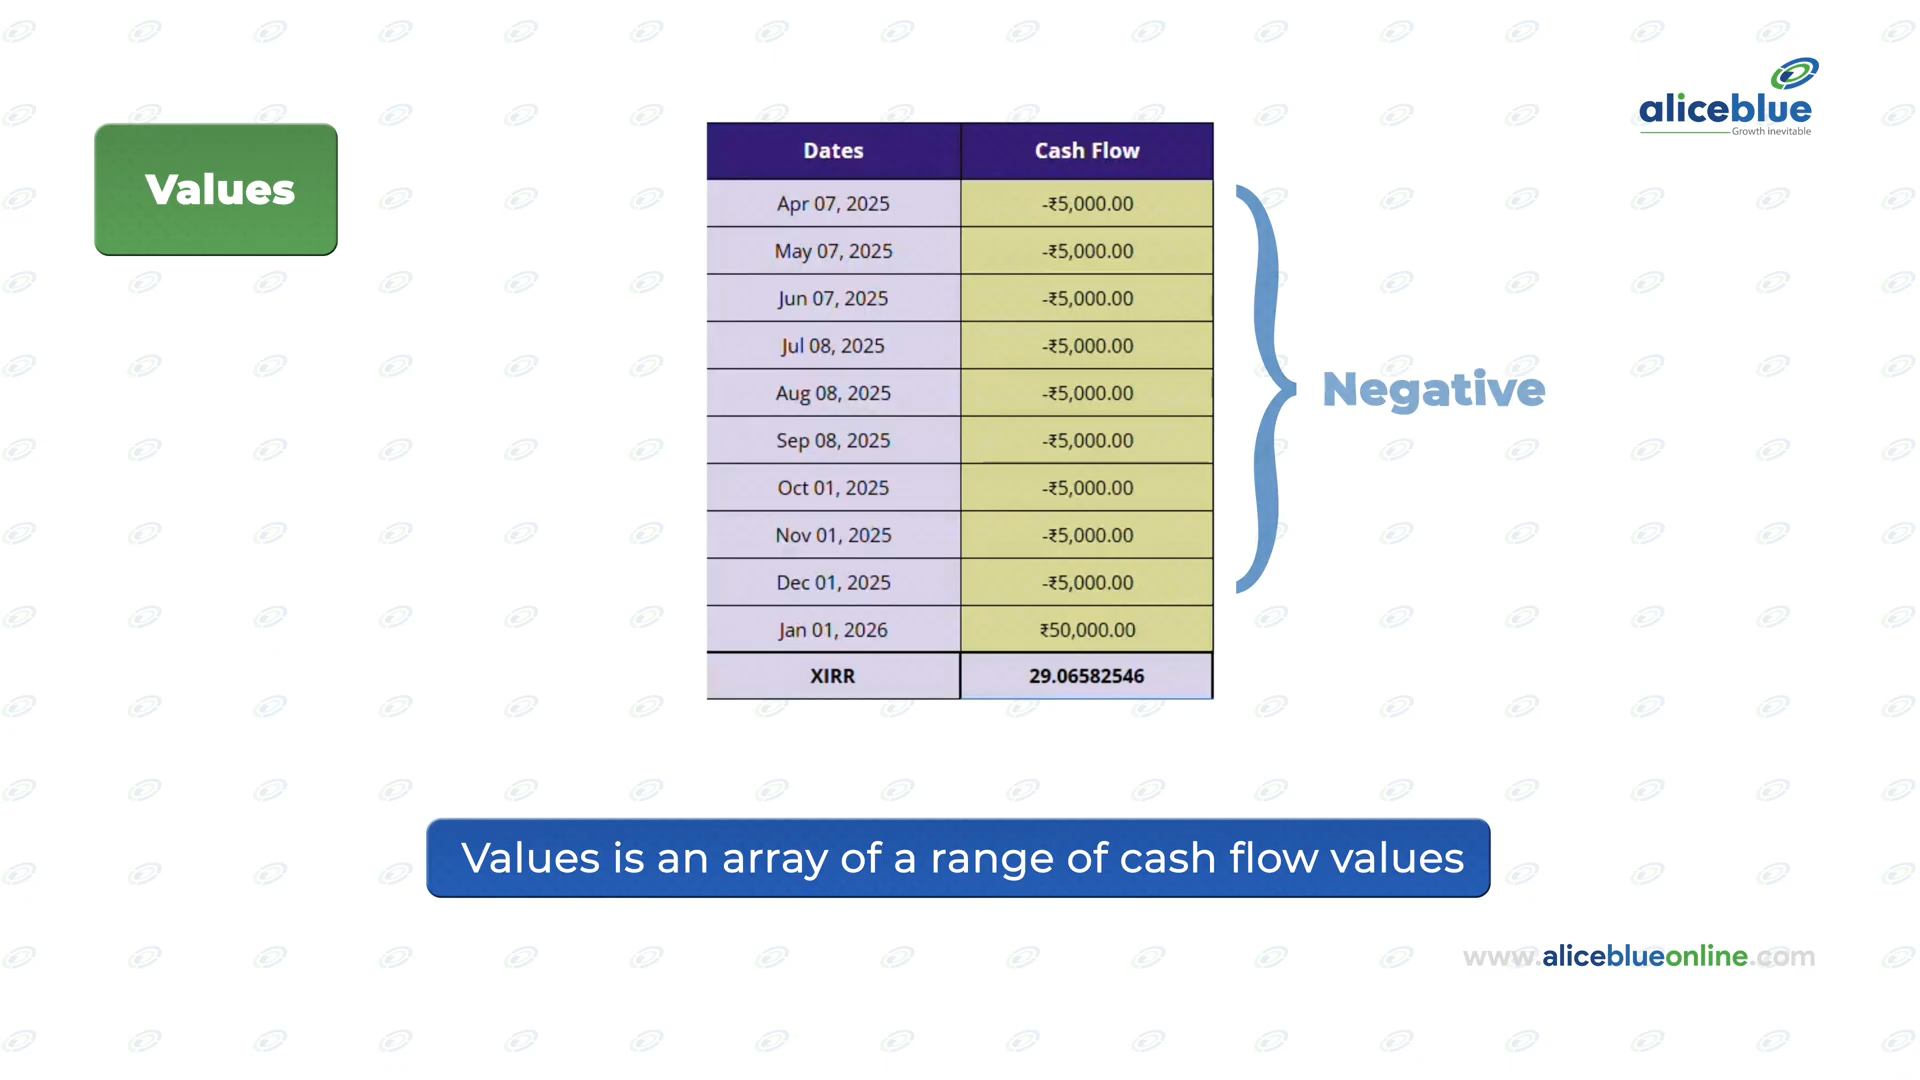 aliceblue
Growth inevitable
Values
Dates Cash Flow
Apr 07, 2025 -₹5,000.00
May 07, 2025 -₹5,000.00
Jun 07, 2025 -₹5,000.00
Jul 08, 2025 -₹5,000.00
Aug 08, 2025 -₹5,000.00
Sep 08, 2025 -₹5,000.00
Oct 01, 2025 -₹5,000.00
Nov 01, 2025 -₹5,000.00
Dec 01, 2025 -₹5,000.00
Jan 01, 2026 ₹50,000.00
XIRR 29.06582546
Negative
Values is an array of a range of cash flow values
www.aliceblueonline.com